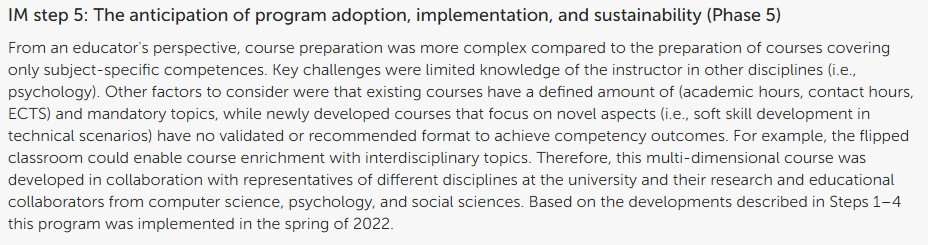 IM step 5: The anticipation of program adoption, implementation, and sustainability (Phase 5)
From an educator's perspective, course preparation was more complex compared to the preparation of courses covering
only subject-specific competences. Key challenges were limited knowledge of the instructor in other disciplines (i.e.,
psychology). Other factors to consider were that existing courses have a defined amount of (academic hours, contact hours,
ECTS) and mandatory topics, while newly developed courses that focus on novel aspects (i.e., soft skill development in
technical scenarios) have no validated or recommended format to achieve competency outcomes. For example, the flipped
classroom could enable course enrichment with interdisciplinary topics. Therefore, this multi-dimensional course was
developed in collaboration with representatives of different disciplines at the university and their research and educational
collaborators from computer science, psychology, and social sciences. Based on the developments described in Steps 1–4
this program was implemented in the spring of 2022.